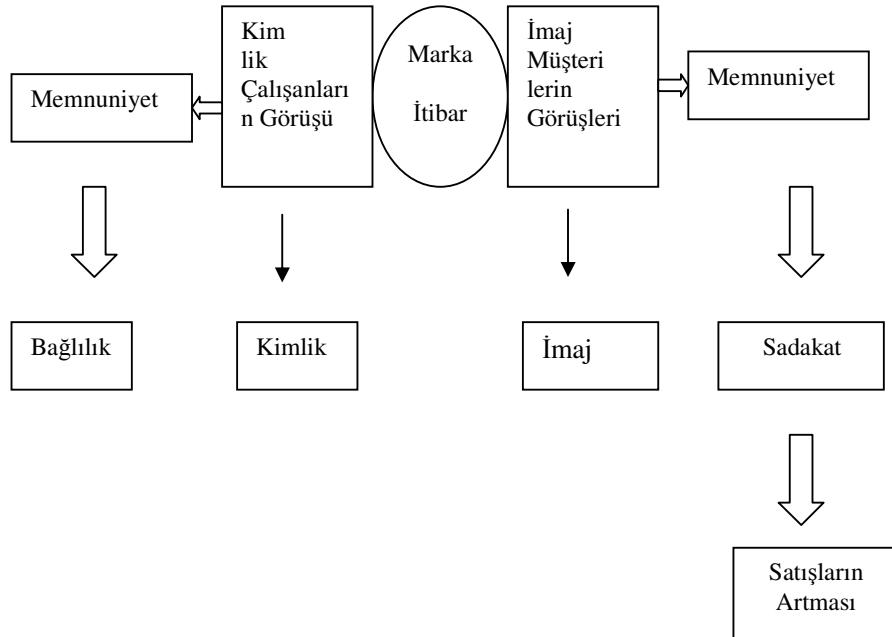 Memnuniyet
Kim
lik
Çalışanları
n Görüşü
Marka
İtibar
İmaj
Müşteri
lerin
Görüşleri
Memnuniyet
Bağlılık
Kimlik
İmaj
Sadakat
Satışların
Artması